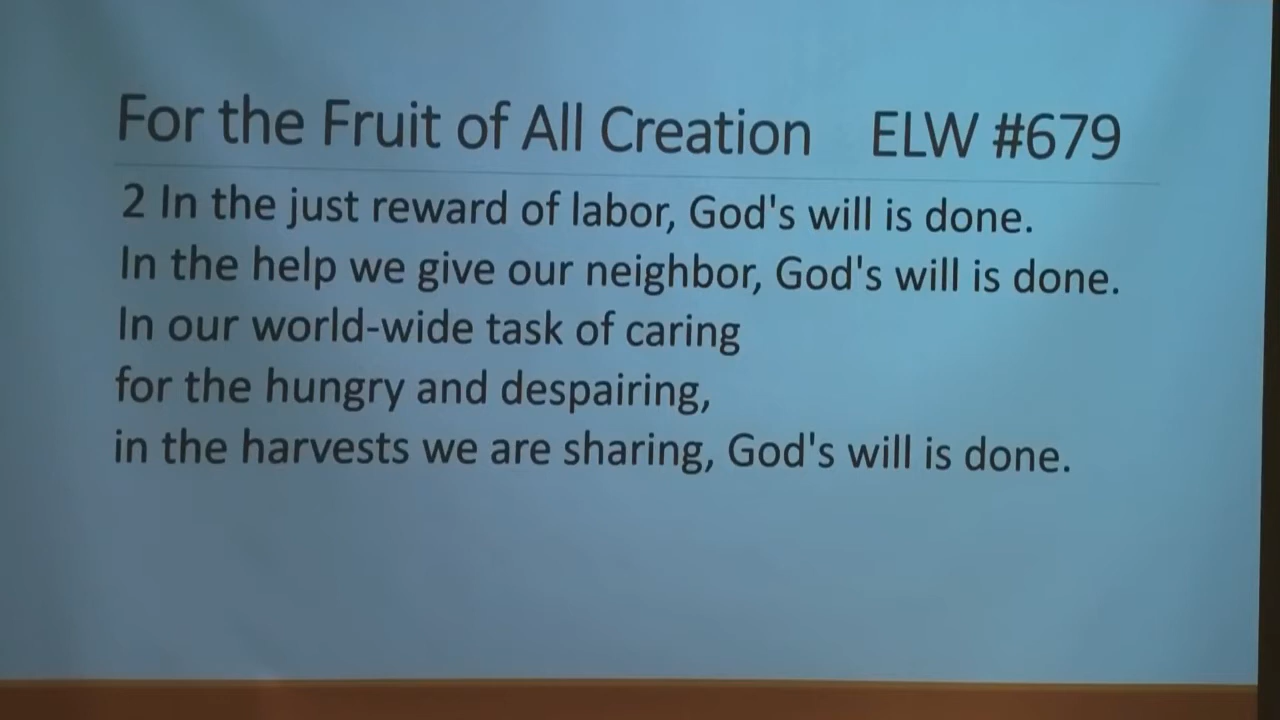 For the Fruit of All Creation ELW #679
2 In the just reward of labor, God's will is done.
In the help we give our neighbor, God's will is done.
In our world-wide task of caring
for the hungry and despairing,
in the harvests we are sharing, God's will is done.